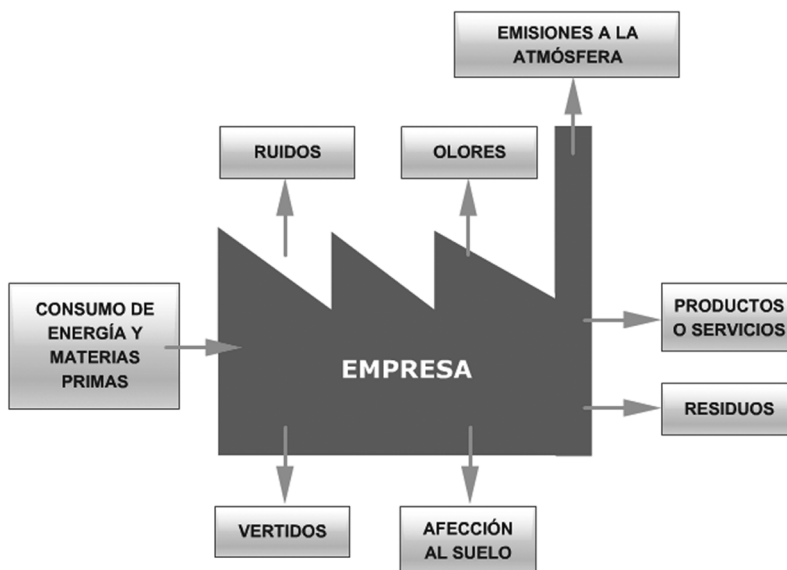 EMISIONES A LA
ATMÓSFERA
RUIDOS
OLORES
CONSUMO DE
ENERGÍA Y
MATERIAS
PRIMAS
EMPRESA
PRODUCTOS
O SERVICIOS
RESIDUOS
VERTIDOS
AFECCIÓN
AL SUELO